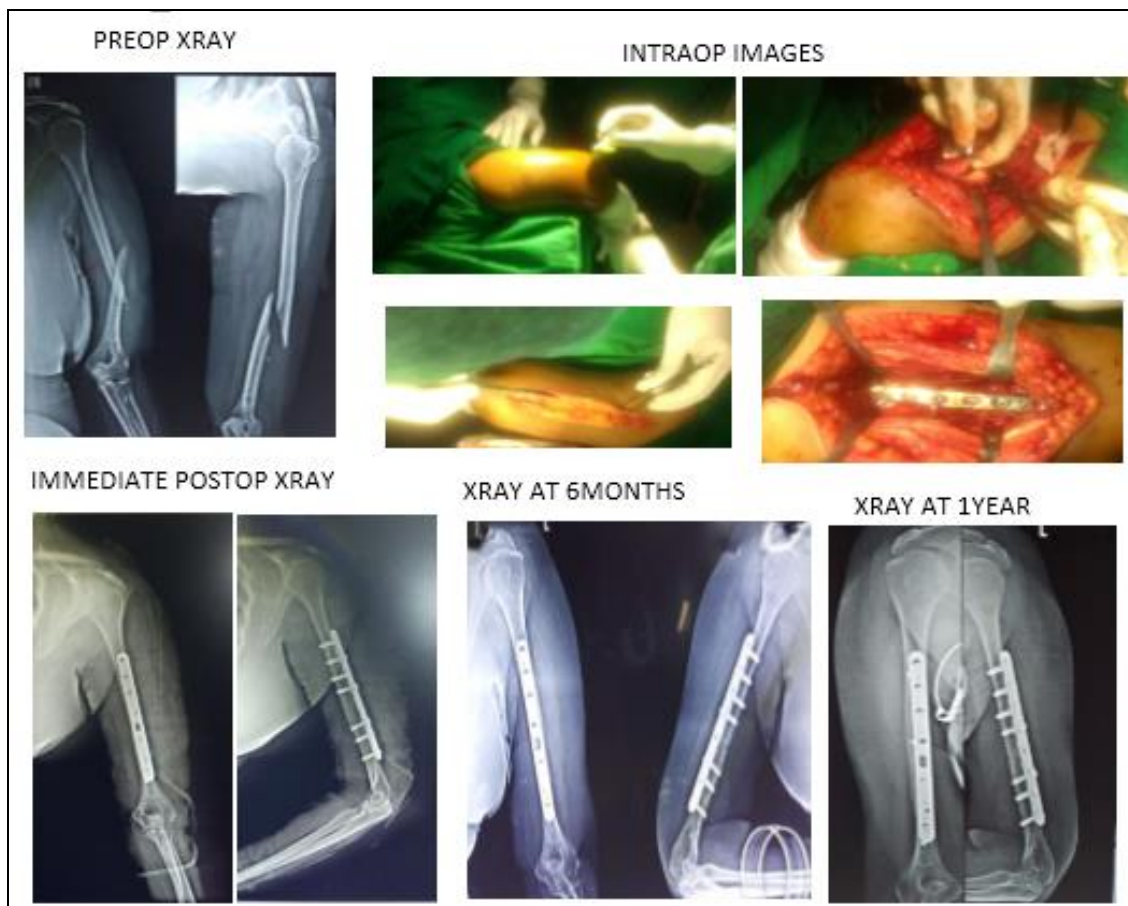 PREOP XRAY
INTRAOP IMAGES
IMMEDIATE POSTOP XRAY
XRAY AT 6MONTHS
XRAY AT 1YEAR
L